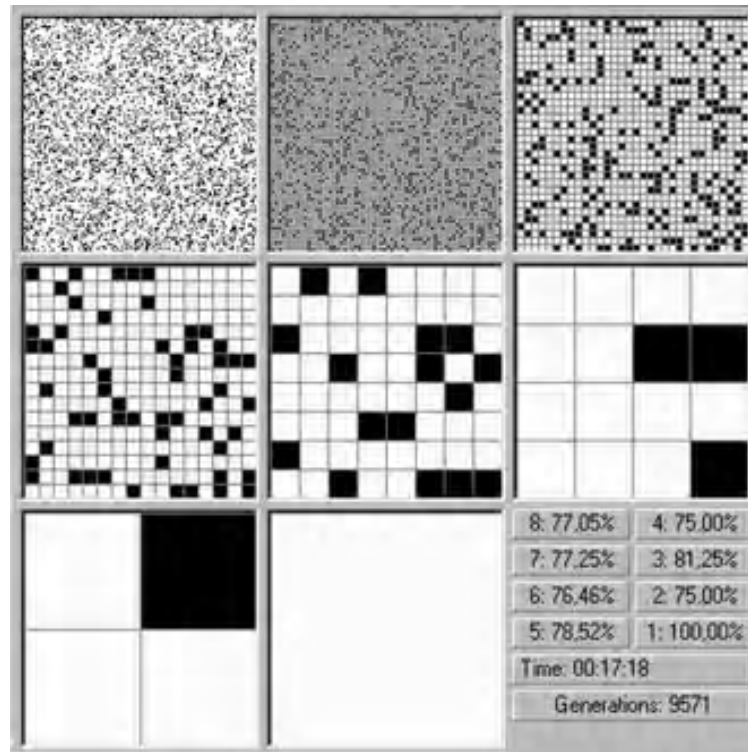 8: 77,05% 4: 75,00%
7: 77,25% 3: 81,25%
6: 76,46% 2: 75,00%
5: 78,52% 1: 100,00%
Time: 00:17:18
Generations: 9571